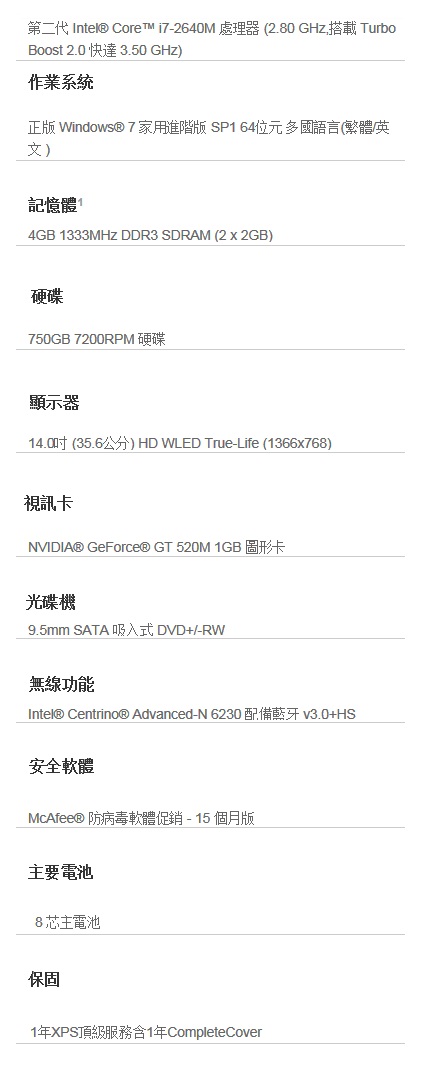 第二代 Intel® Core™ i7-2640M 處理器 (2.80 GHz,搭載 Turbo
Boost 2.0 快達 3.50 GHz)
作業系統
正版 Windows® 7 家用進階版 SP1 64位元 多國語言(繁體/英
文 )
記憶體¹
4GB 1333MHz DDR3 SDRAM (2 x 2GB)
硬碟
750GB 7200RPM 硬碟
顯示器
14.0吋 (35.6公分) HD WLED True-Life (1366x768)
視訊卡
NVIDIA® GeForce® GT 520M 1GB 圖形卡
光碟機
9.5mm SATA 吸入式 DVD+/-RW
無線功能
Intel® Centrino® Advanced-N 6230 配備藍牙 v3.0+HS
安全軟體
McAfee® 防病毒軟體促銷 - 15 個月版
主要電池
8 芯主電池
保固
1年XPS頂級服務含1年CompleteCover